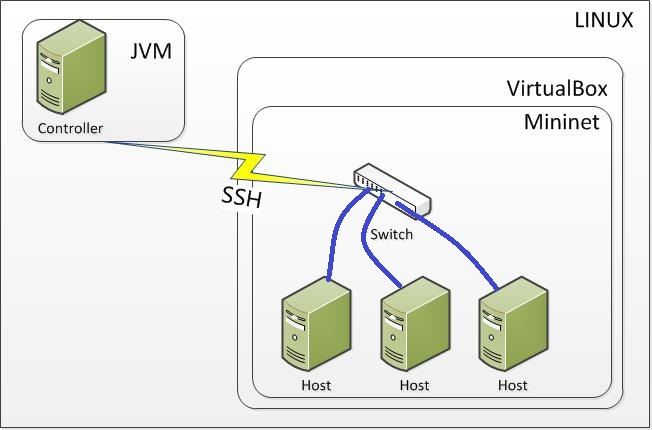 LINUX
JVM
Controller
VirtualBox
Mininet
SSH
Switch
Host
Host
Host